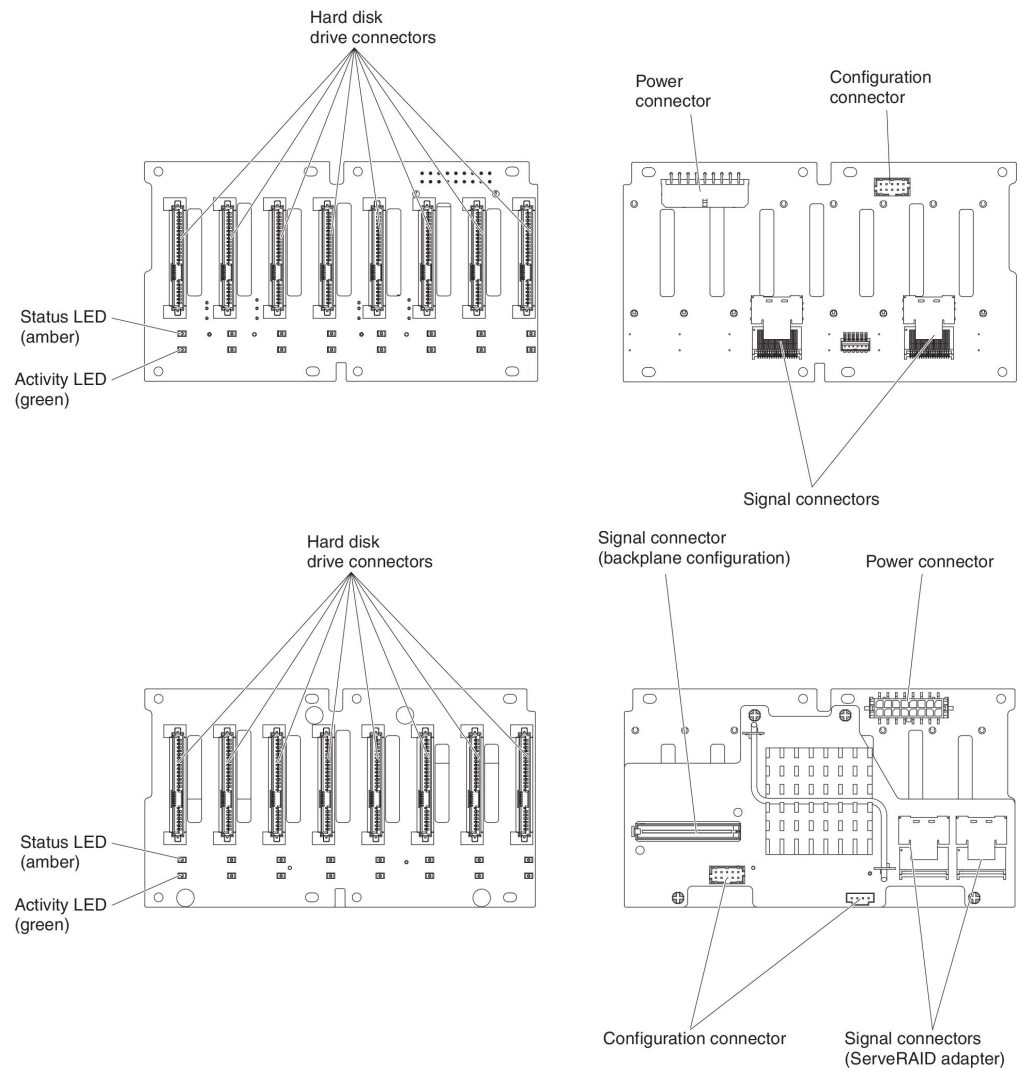 Hard disk
drive connectors
Power
connector
Configuration
connector
Status LED
(amber)
Activity LED
(green)
Signal connectors
Hard disk
drive connectors
Signal connector
(backplane configuration)
Power connector
Status LED
(amber)
Activity LED
(green)
Configuration connector
Signal connectors
(ServeRAID adapter)